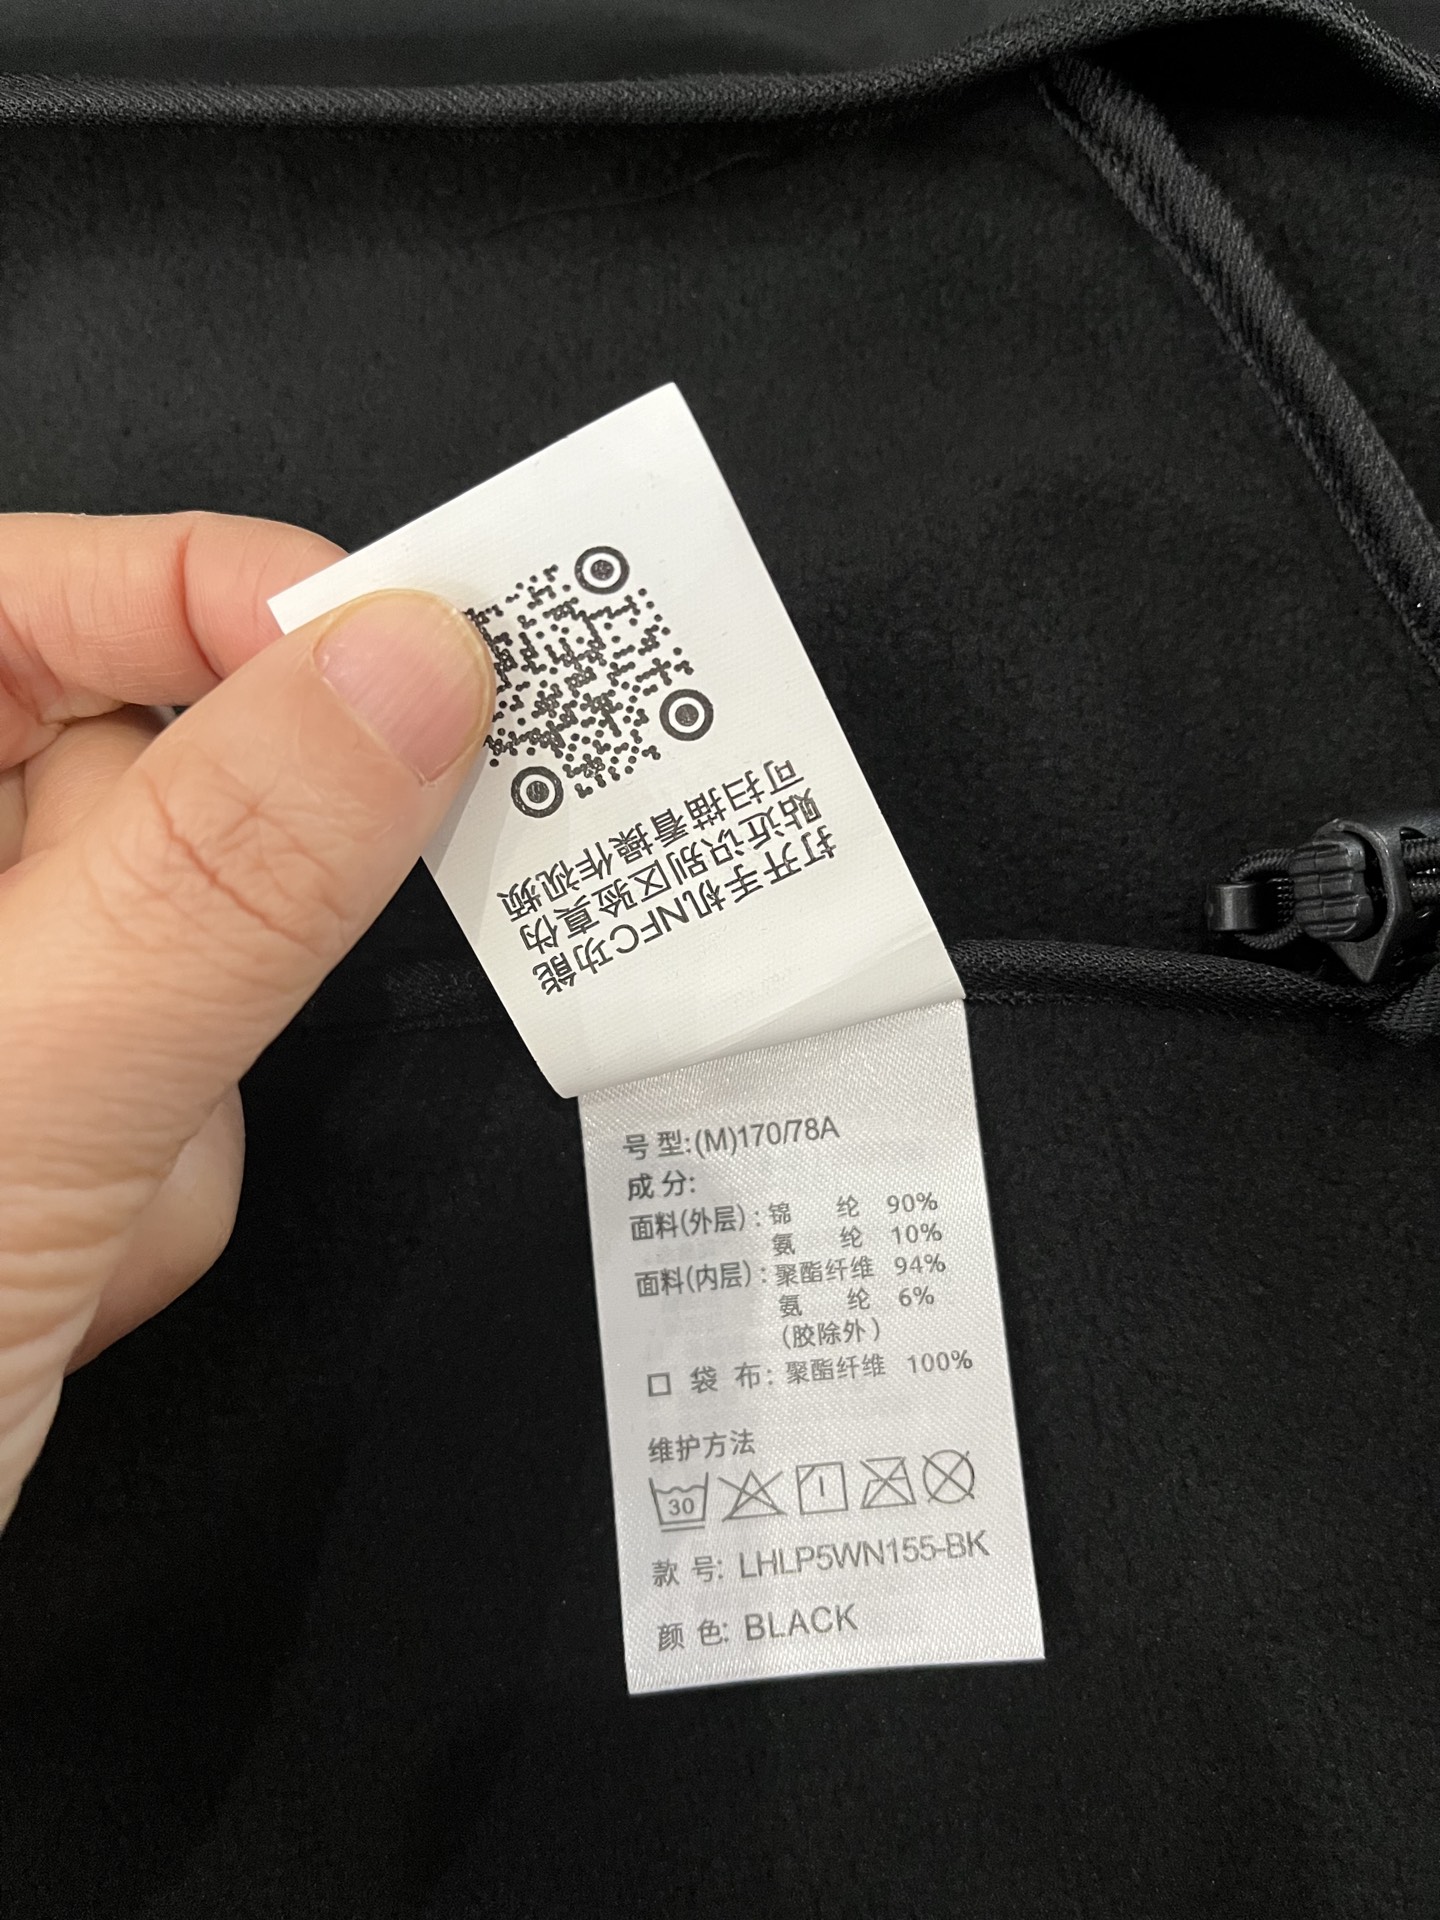 打开手机NFC功能
贴近识别区验真伪
可扫描看操作视频
号 型:(M)170/78A
成 分:
面料(外层):锦 纶 90%
氨 纶 10%
面料(内层):聚酯纤维 94%
氨 纶 6%
(胶除外)
口 袋 布:聚酯纤维 100%
维护方法
30
款 号: LHLP5WN155-BK
颜 色: BLACK